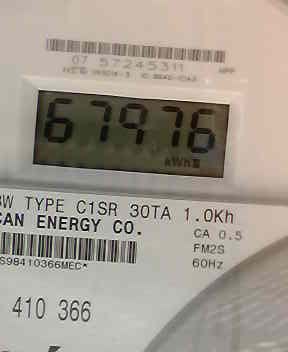 07 57245311
67976
kWh
W TYPE C1SR 30TA 1.0Kh
CAN ENERGY CO.
CA 0.5
FM2S
60Hz
S98410366MEC*
410 366